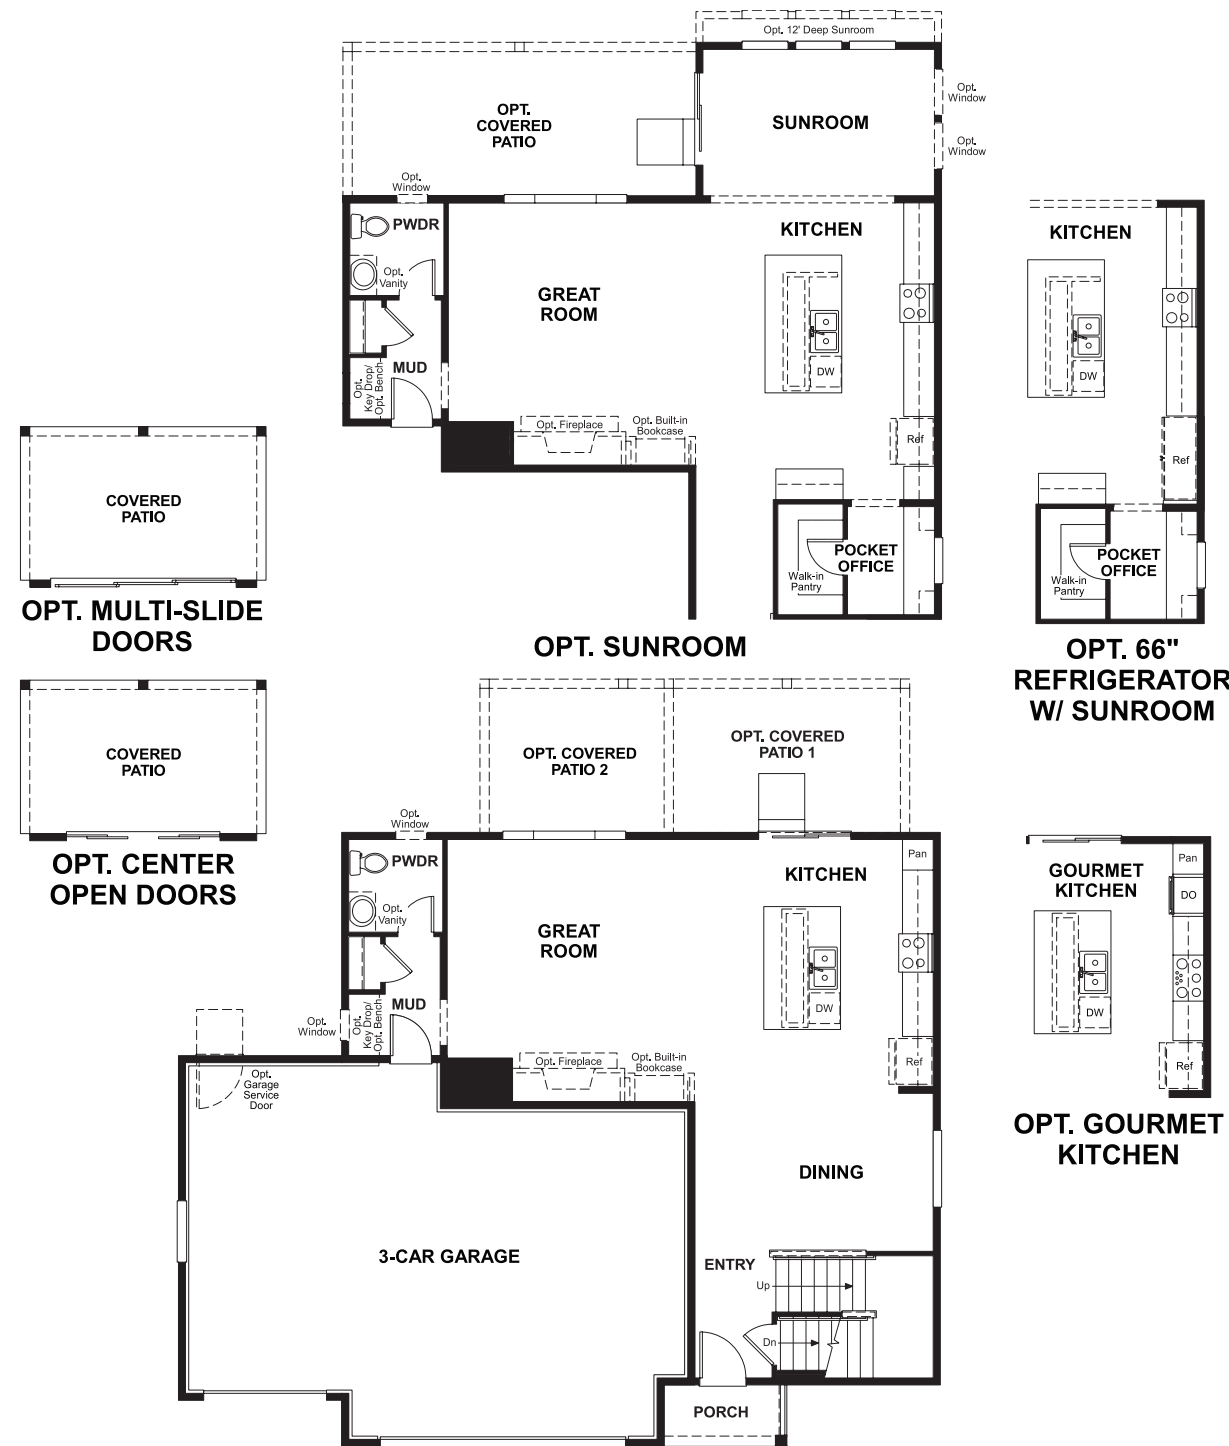 Opt. 12' Deep Sunroom
OPT.
COVERED
PATIO
SUNROOM
Opt.
Window
Opt.
Window
Opt.
Window
PWDR
Opt.
Vanity
GREAT
ROOM
KITCHEN
DW
MUD
Opt.
Key Drop/
Opt. Bench
Opt. Fireplace
Opt. Built-in
Bookcase
Ref
POCKET
OFFICE
Walk-in
Pantry
OPT. SUNROOM
KITCHEN
DW
Ref
POCKET
OFFICE
Walk-in
Pantry
OPT. 66"
REFRIGERATOR
W/ SUNROOM
COVERED
PATIO
OPT. MULTI-SLIDE
DOORS
COVERED
PATIO
OPT. CENTER
OPEN DOORS
OPT. COVERED
PATIO 2
OPT. COVERED
PATIO 1
Opt.
Window
PWDR
Opt.
Vanity
GREAT
ROOM
KITCHEN
Pan
DW
MUD
Opt.
Window
Opt.
Key Drop/
Opt. Bench
Opt. Fireplace
Opt. Built-in
Bookcase
Ref
Opt.
Garage
Service
Door
DINING
3-CAR GARAGE
ENTRY
Up
Dn
PORCH
GOURMET
KITCHEN
Pan
DO
DW
Ref
OPT. GOURMET
KITCHEN